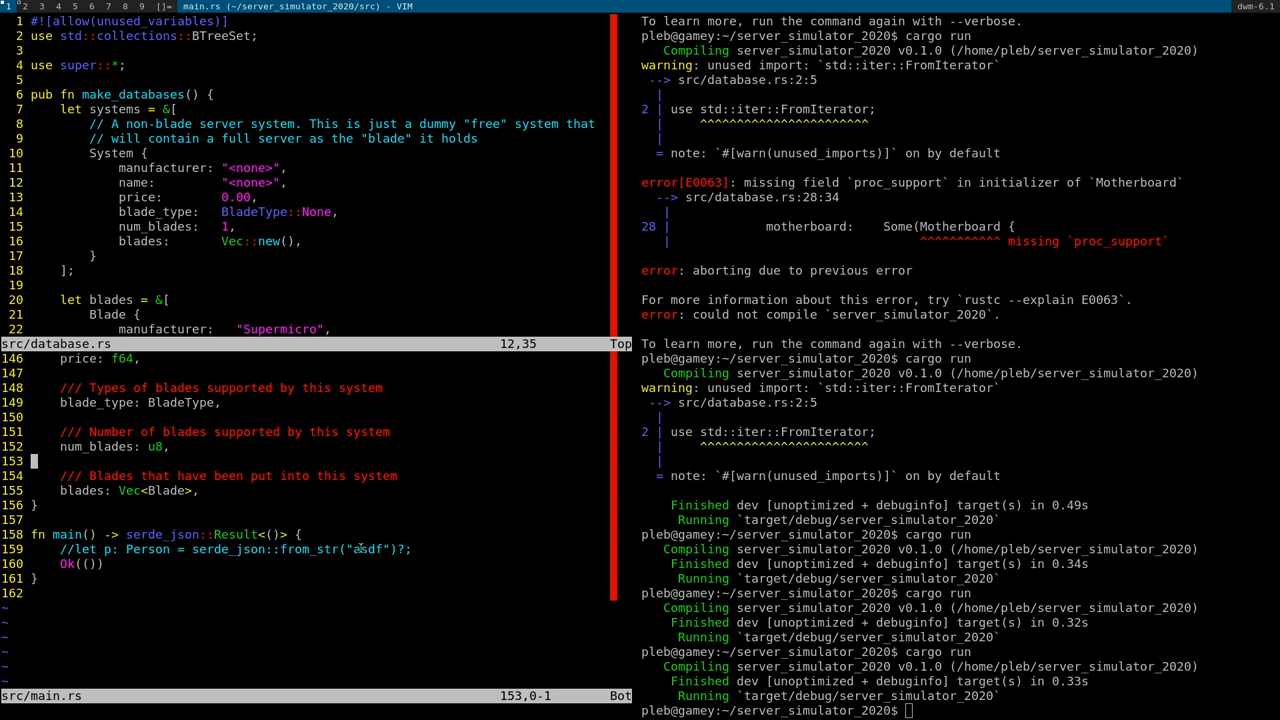 1 2 3 4 5 6 7 8 9 []= main.rs (~/server_simulator_2020/src) - VIM dwm-6.1
1 #![allow(unused_variables)]
2 use std::collections::BTreeSet;
3
4 use super::*;
5
6 pub fn make_databases() {
7     let systems = &[
8         // A non-blade server system. This is just a dummy "free" system that
9         // will contain a full server as the "blade" it holds
10         System {
11             manufacturer: "<none>",
12             name:         "<none>",
13             price:        0.00,
14             blade_type:   BladeType::None,
15             num_blades:   1,
16             blades:       Vec::new(),
17         }
18     ];
19
20     let blades = &[
21         Blade {
22             manufacturer:   "Supermicro",
src/database.rs 12,35 Top
146     price: f64,
147
148     /// Types of blades supported by this system
149     blade_type: BladeType,
150
151     /// Number of blades supported by this system
152     num_blades: u8,
153
154     /// Blades that have been put into this system
155     blades: Vec<Blade>,
156 }
157
158 fn main() -> serde_json::Result<()> {
159     //let p: Person = serde_json::from_str("asdf")?;
160     Ok(())
161 }
162
~
~
~
~
~
~
src/main.rs 153,0-1 Bot
To learn more, run the command again with --verbose.
pleb@gamey:~/server_simulator_2020$ cargo run
   Compiling server_simulator_2020 v0.1.0 (/home/pleb/server_simulator_2020)
warning: unused import: `std::iter::FromIterator`
 --> src/database.rs:2:5
  |
2 | use std::iter::FromIterator;
  |     ^^^^^^^^^^^^^^^^^^^^^^^
  |
  = note: `#[warn(unused_imports)]` on by default
error[E0063]: missing field `proc_support` in initializer of `Motherboard`
  --> src/database.rs:28:34
   |
28 |             motherboard:    Some(Motherboard {
   |                                  ^^^^^^^^^^^ missing `proc_support`
error: aborting due to previous error
For more information about this error, try `rustc --explain E0063`.
error: could not compile `server_simulator_2020`.
To learn more, run the command again with --verbose.
pleb@gamey:~/server_simulator_2020$ cargo run
   Compiling server_simulator_2020 v0.1.0 (/home/pleb/server_simulator_2020)
warning: unused import: `std::iter::FromIterator`
 --> src/database.rs:2:5
  |
2 | use std::iter::FromIterator;
  |     ^^^^^^^^^^^^^^^^^^^^^^^
  |
  = note: `#[warn(unused_imports)]` on by default
    Finished dev [unoptimized + debuginfo] target(s) in 0.49s
     Running `target/debug/server_simulator_2020`
pleb@gamey:~/server_simulator_2020$ cargo run
   Compiling server_simulator_2020 v0.1.0 (/home/pleb/server_simulator_2020)
    Finished dev [unoptimized + debuginfo] target(s) in 0.34s
     Running `target/debug/server_simulator_2020`
pleb@gamey:~/server_simulator_2020$ cargo run
   Compiling server_simulator_2020 v0.1.0 (/home/pleb/server_simulator_2020)
    Finished dev [unoptimized + debuginfo] target(s) in 0.32s
     Running `target/debug/server_simulator_2020`
pleb@gamey:~/server_simulator_2020$ cargo run
   Compiling server_simulator_2020 v0.1.0 (/home/pleb/server_simulator_2020)
    Finished dev [unoptimized + debuginfo] target(s) in 0.33s
     Running `target/debug/server_simulator_2020`
pleb@gamey:~/server_simulator_2020$